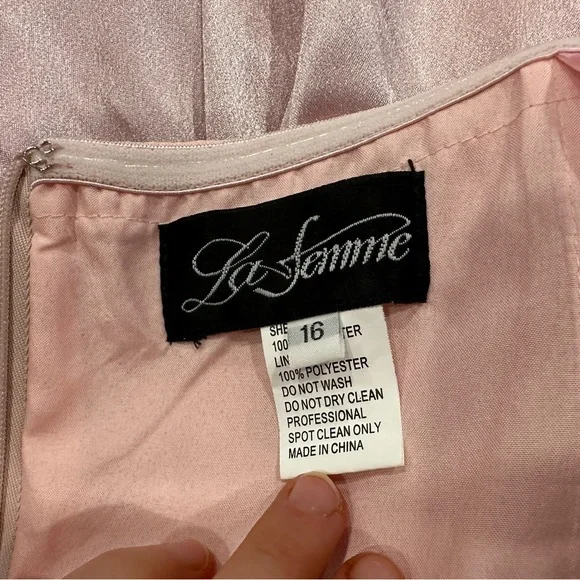 La Femme
16
100
100% POLYESTER
DO NOT WASH
DO NOT DRY CLEAN
PROFESSIONAL
SPOT CLEAN ONLY
MADE IN CHINA